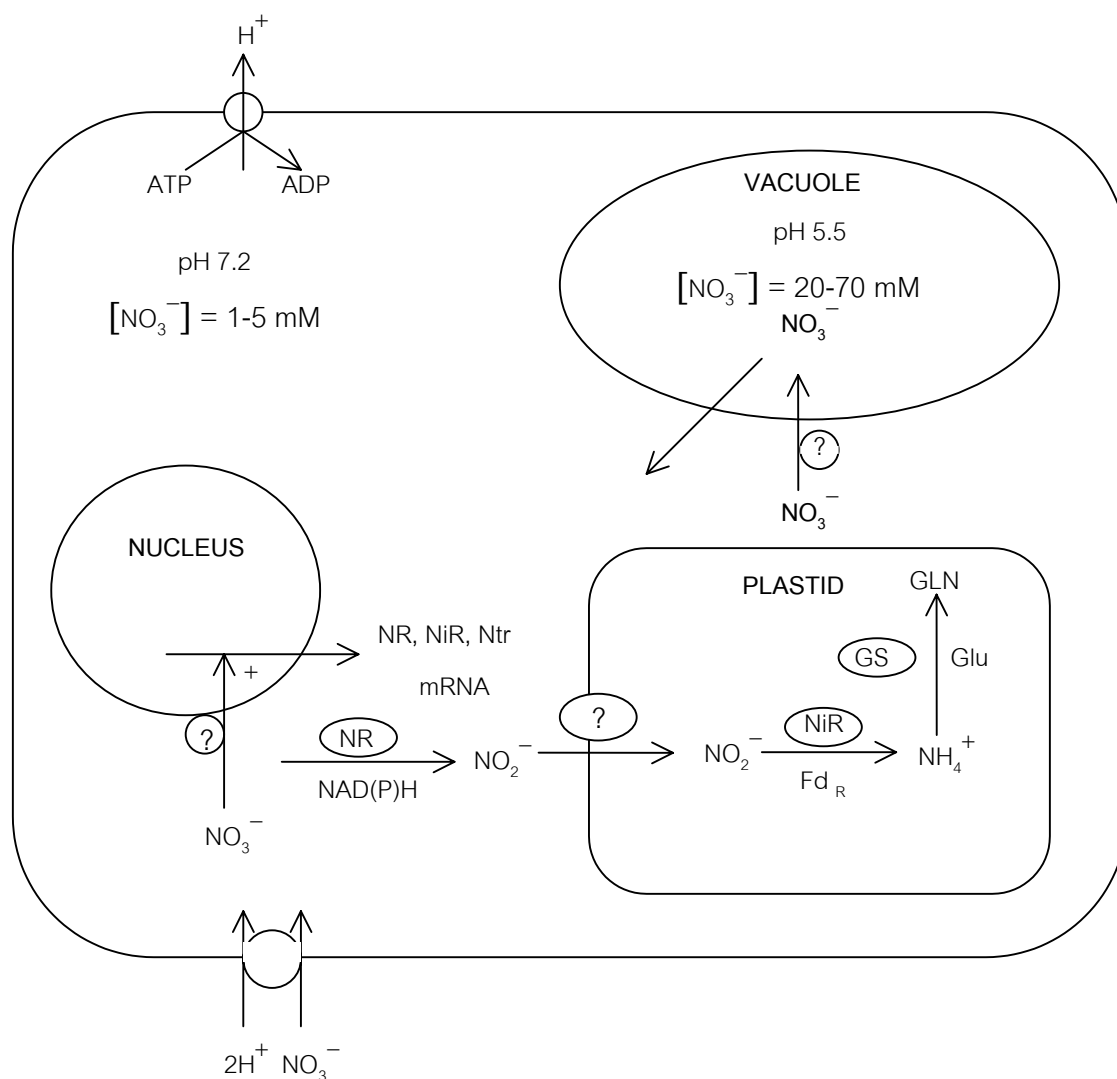 H⁺
ATP ADP
pH 7.2
[NO₃⁻] = 1-5 mM
VACUOLE
pH 5.5
[NO₃⁻] = 20-70 mM
NO₃⁻
?
NO₃⁻
NUCLEUS
+
?
NO₃⁻
NR, NiR, Ntr
mRNA
NR
NAD(P)H
NO₂⁻
?
PLASTID
GLN
GS Glu
NiR
NO₂⁻ NH₄⁺
Fd R
2H⁺ NO₃⁻